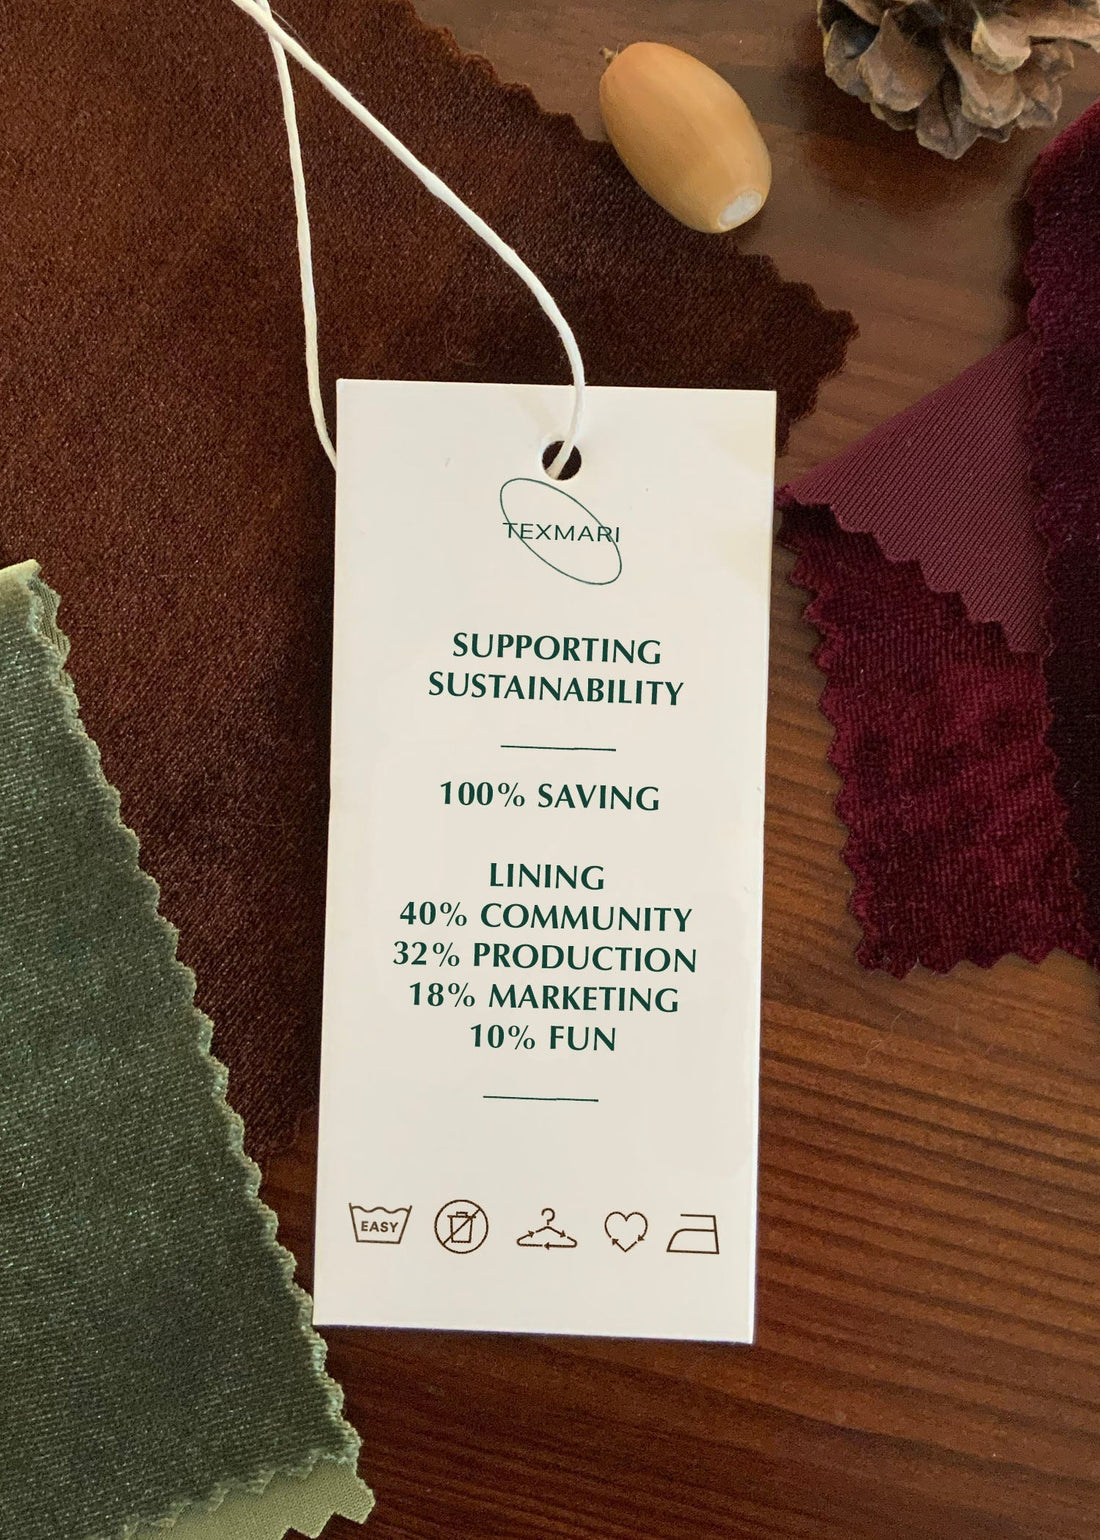 TEXMARI
SUPPORTING
SUSTAINABILITY
100% SAVING
LINING
40% COMMUNITY
32% PRODUCTION
18% MARKETING
10% FUN
EASY